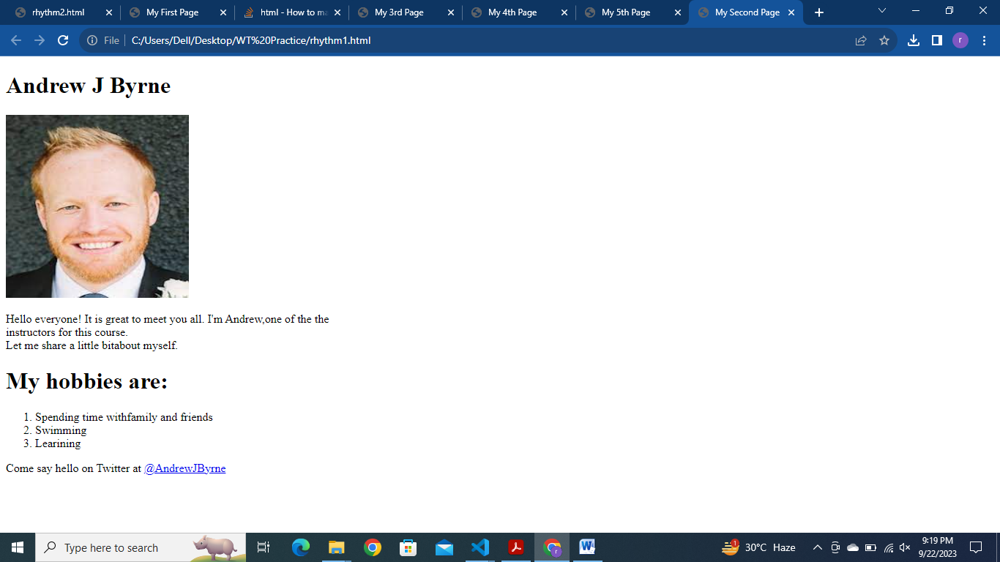 rhythm2.html
My First Page
html - How to ma
My 3rd Page
My 4th Page
My 5th Page
My Second Page
File
C:/Users/Dell/Desktop/WT%20Practice/rhythm1.html
r
Andrew J Byrne
Hello everyone! It is great to meet you all. I'm Andrew,one of the the
instructors for this course.
Let me share a little bitabout myself.
My hobbies are:
1. Spending time withfamily and friends
2. Swimming
3. Learining
Come say hello on Twitter at @AndrewJByrne
Type here to search
r
W
1
30°C Haze
9:19 PM
9/22/2023